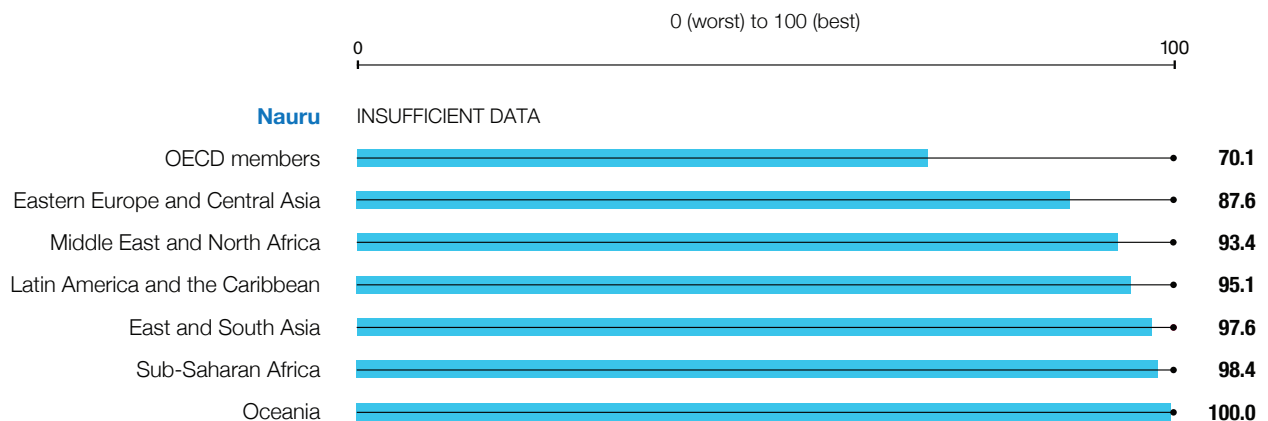 0 (worst) to 100 (best)
0 100
Nauru INSUFFICIENT DATA
OECD members 70.1
Eastern Europe and Central Asia 87.6
Middle East and North Africa 93.4
Latin America and the Caribbean 95.1
East and South Asia 97.6
Sub-Saharan Africa 98.4
Oceania 100.0